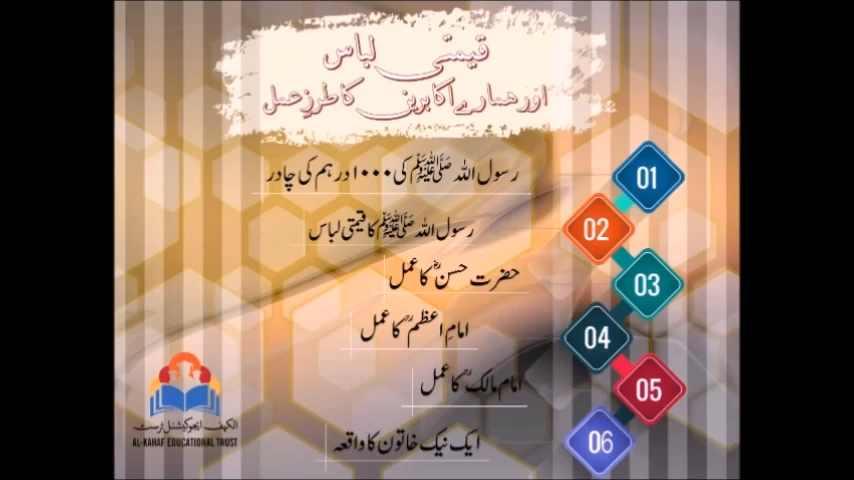 قیمتی لباس
اور ہمارے اکابرین کا طرزِ عمل
رسول اللہ ﷺ کی ۱۰۰۰ درہم کی چادر
01
رسول اللہ ﷺ کا قیمتی لباس
02
حضرت حسنؓ کا عمل
03
امامِ اعظمؒ کا عمل
04
امام مالکؒ کا عمل
05
ایک نیک خاتون کا واقعہ
06
الکہف ایجوکیشنل ٹرسٹ
AL-KAHAF EDUCATIONAL TRUST